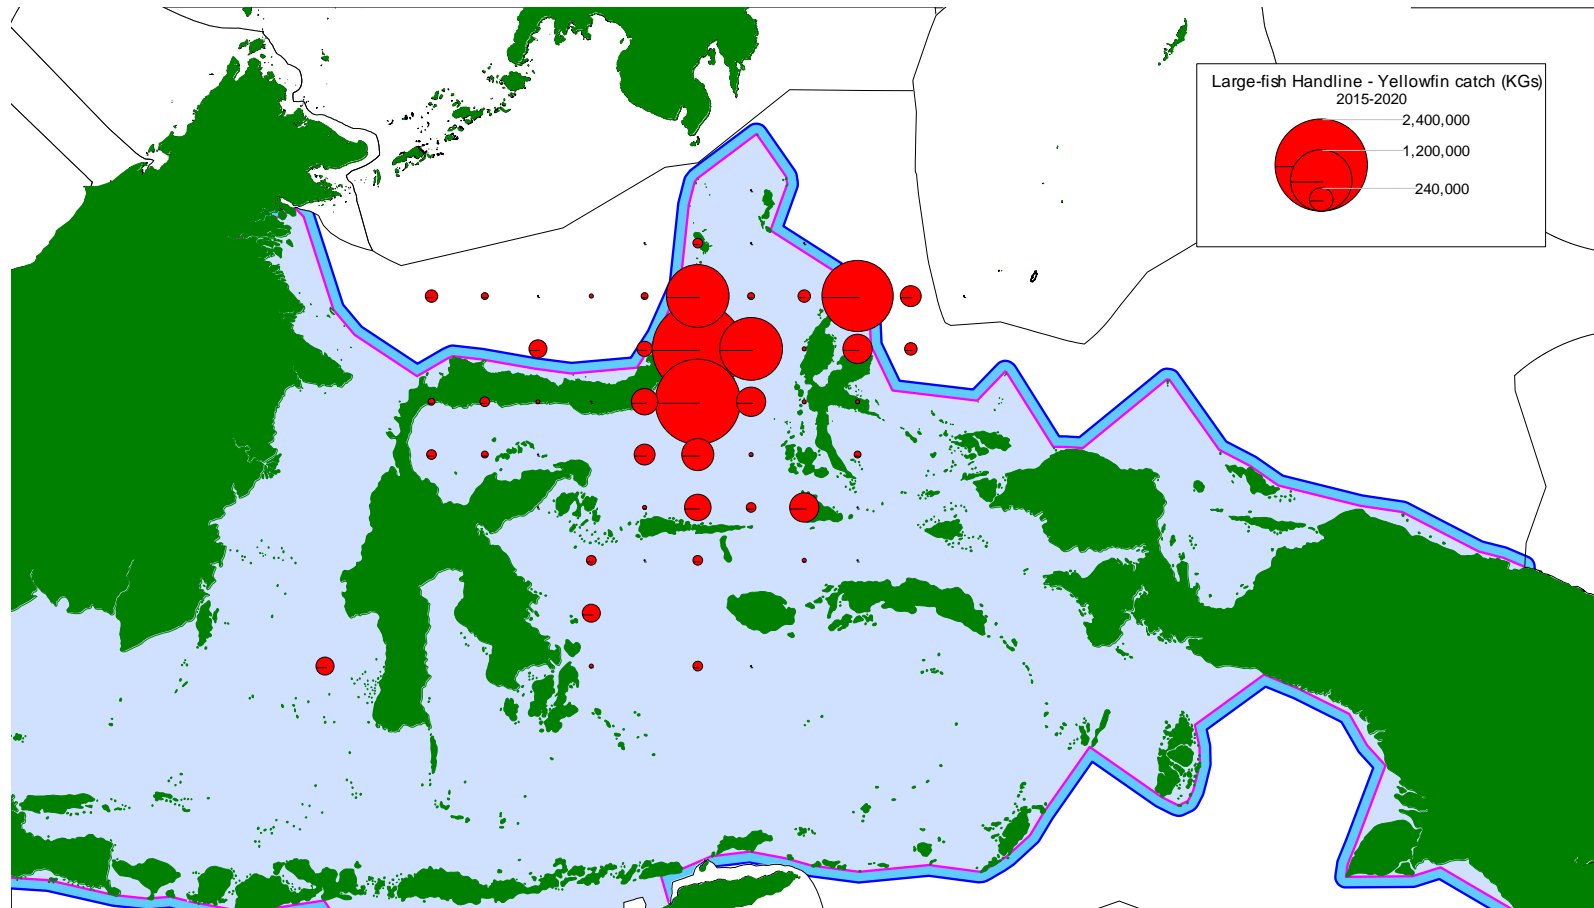 Large-fish Handline - Yellowfin catch (KGs)
2015-2020
2,400,000
1,200,000
240,000